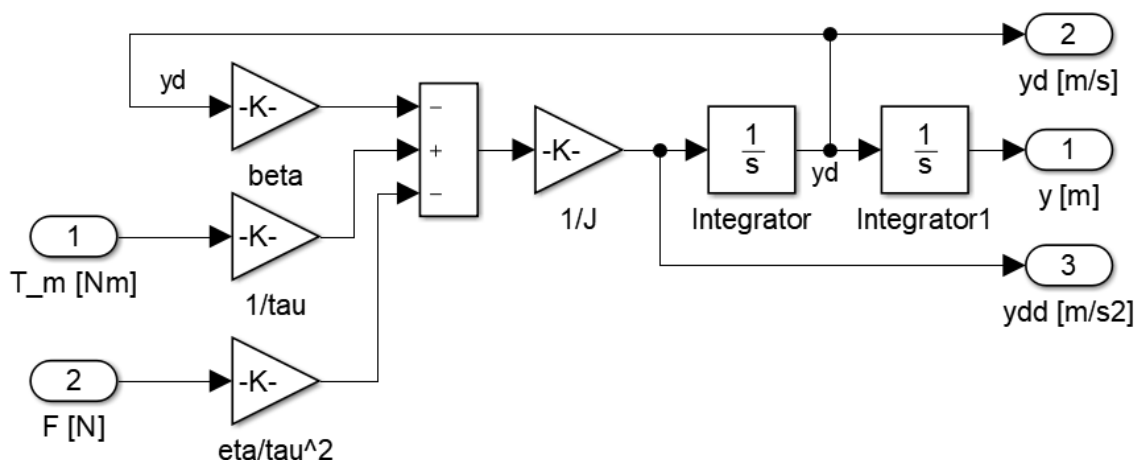 2
yd [m/s]
yd
-K-
beta
−
+
−
-K-
1/J
1
s
Integrator
yd
1
s
Integrator1
1
y [m]
1
T_m [Nm]
-K-
1/tau
3
ydd [m/s2]
2
F [N]
-K-
eta/tau^2